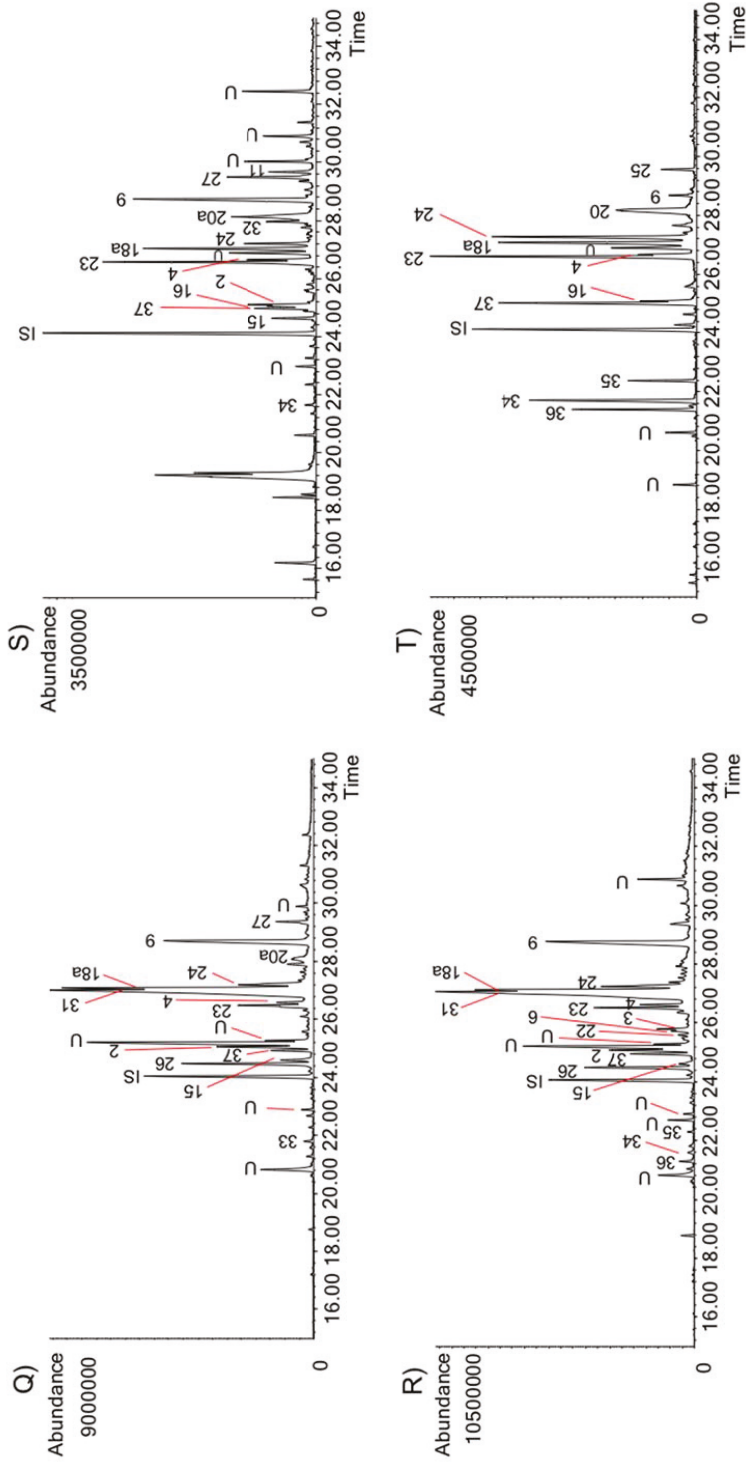 Q)
Abundance
9000000
0
U
33
U
IS
26
15
37
2
U
U
23
4
31
18a
24
20a
9
27
U
16.00 18.00 20.00 22.00 24.00 26.00 28.00 30.00 32.00 34.00
Time
S)
Abundance
3500000
0
34
U
IS
15
37
16
2
23
4
U
18a
24
32
20a
9
27
11
U
U
U
16.00 18.00 20.00 22.00 24.00 26.00 28.00 30.00 32.00 34.00
Time
R)
Abundance
10500000
0
U
36
34
35
U
U
IS
26
15
37
2
U
U
22
6
3
23
4
31
18a
24
9
U
16.00 18.00 20.00 22.00 24.00 26.00 28.00 30.00 32.00 34.00
Time
T)
Abundance
4500000
0
U
U
36
34
35
IS
37
16
23
4
U
18a
24
20
9
25
16.00 18.00 20.00 22.00 24.00 26.00 28.00 30.00 32.00 34.00
Time